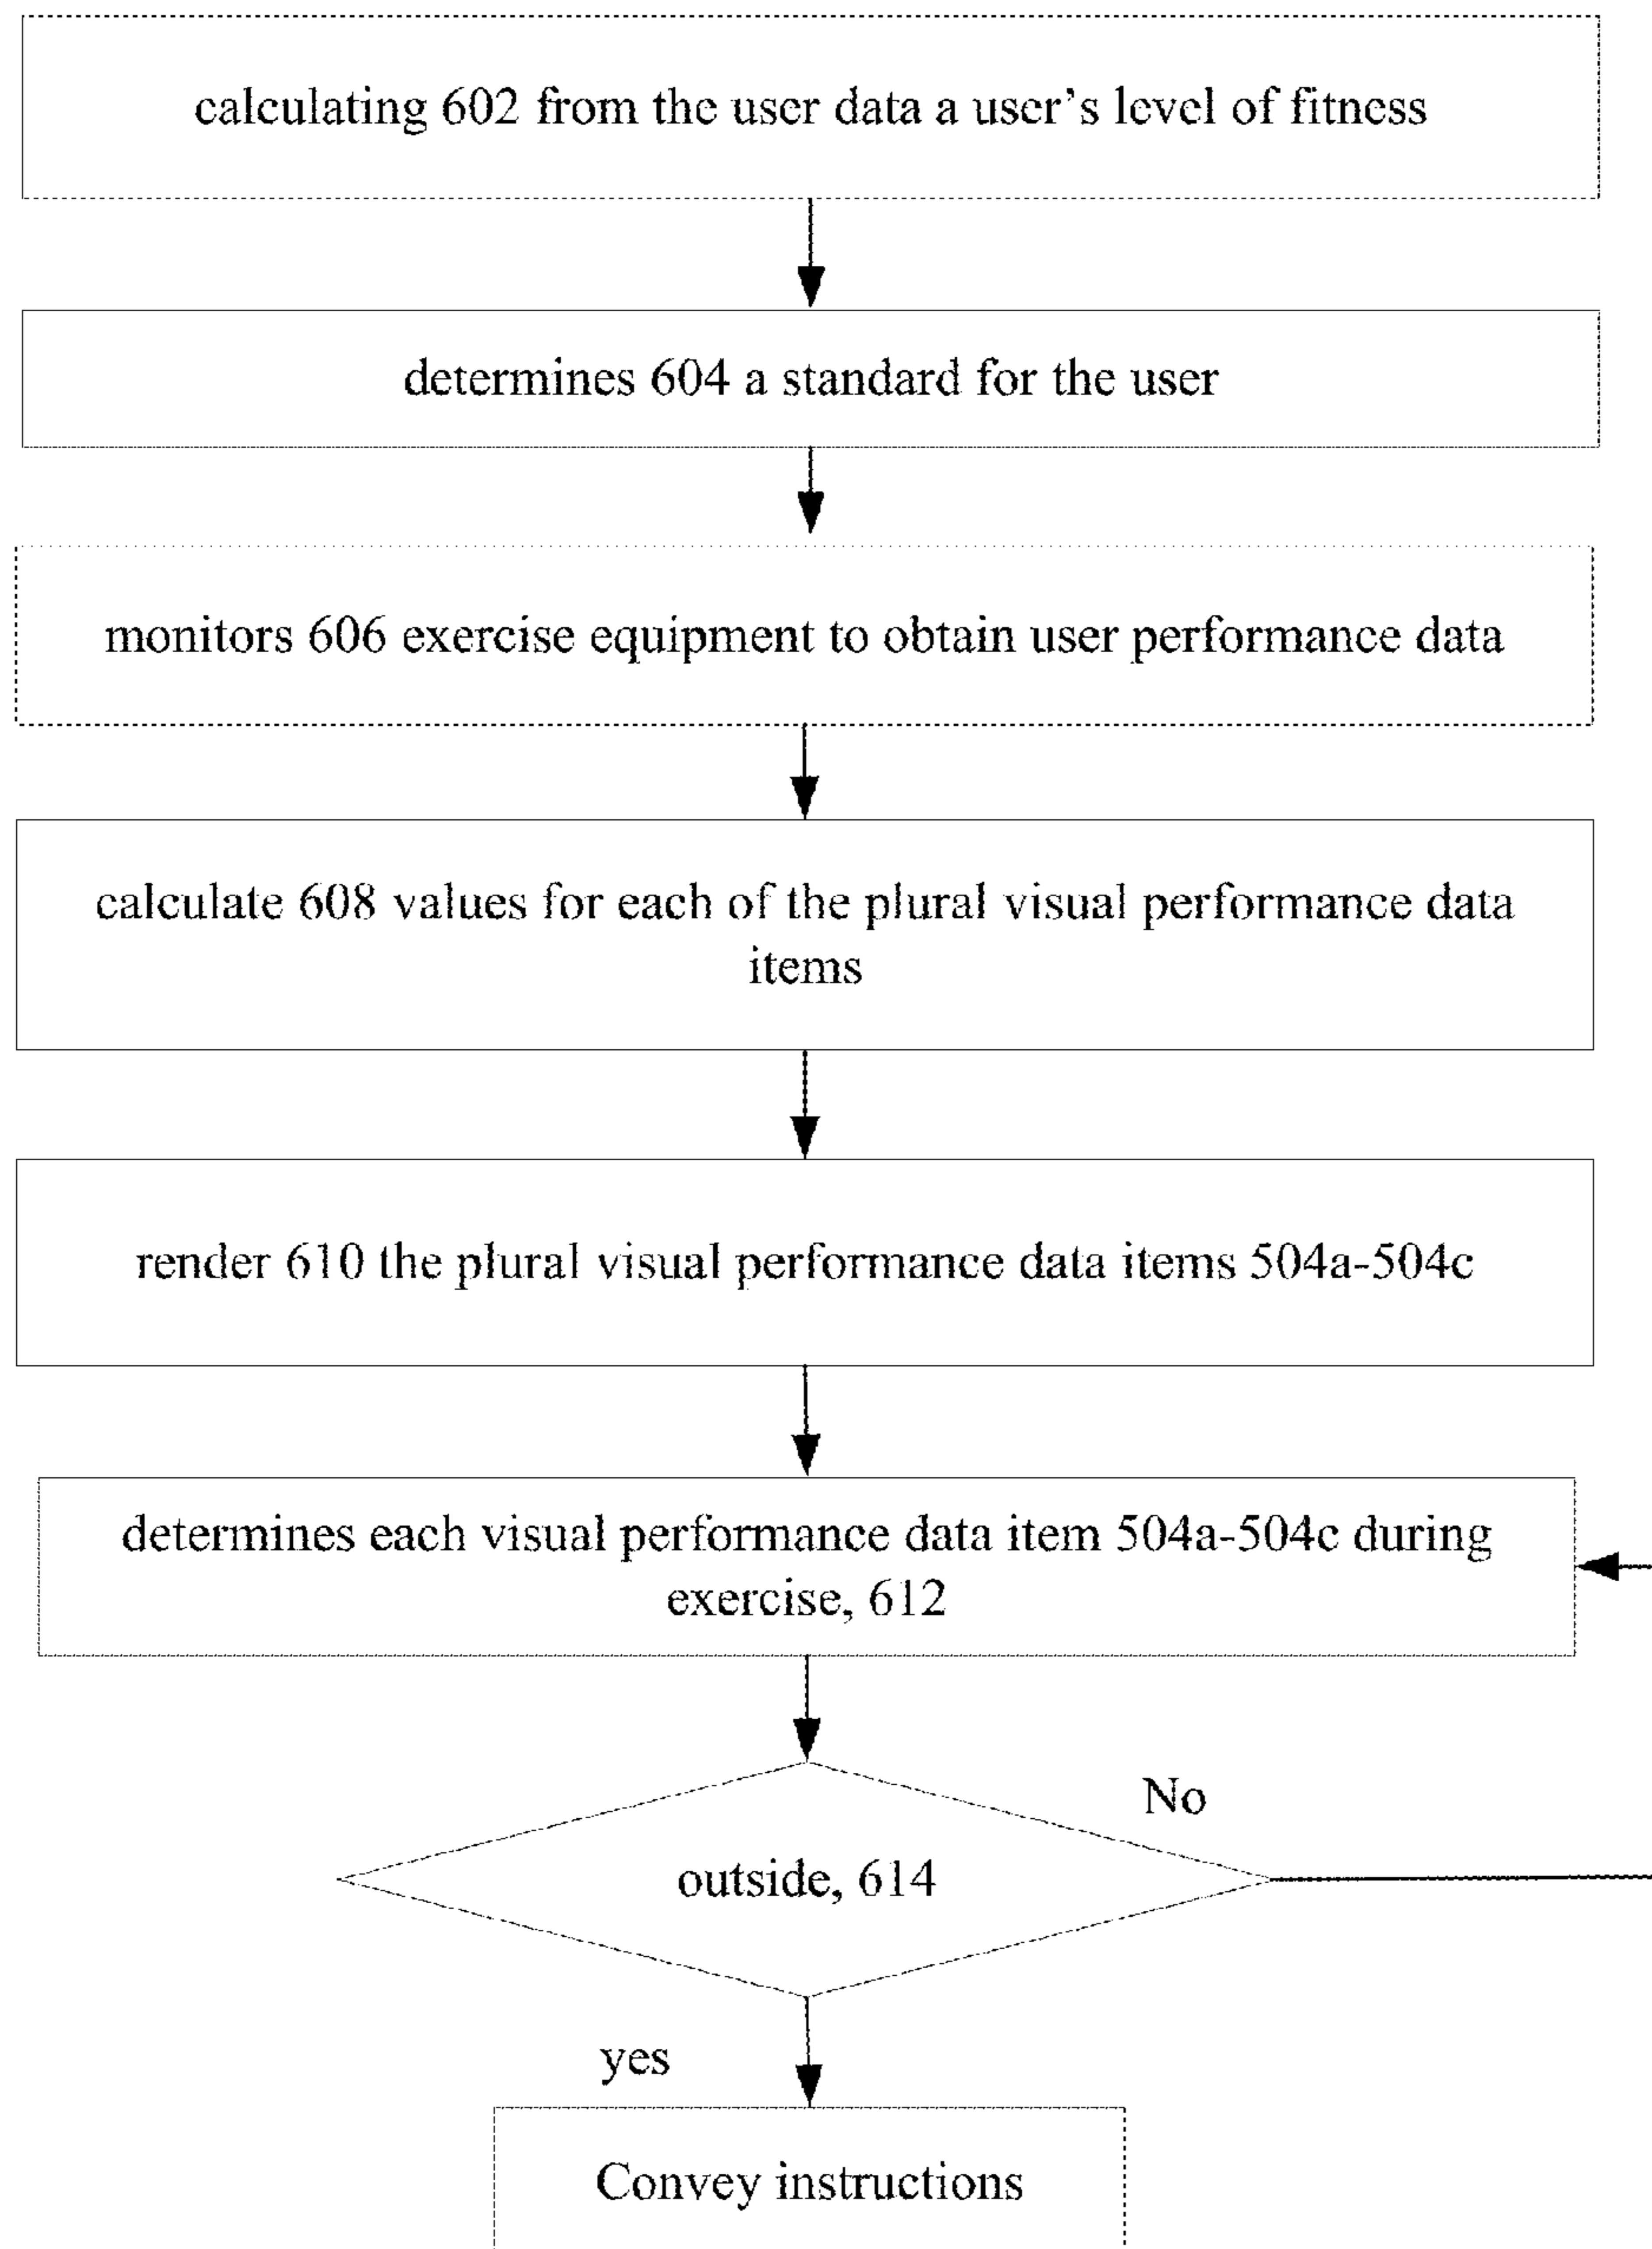 calculating 602 from the user data a user's level of fitness
determines 604 a standard for the user
monitors 606 exercise equipment to obtain user performance data
calculate 608 values for each of the plural visual performance data
items
render 610 the plural visual performance data items 504a-504c
determines each visual performance data item 504a-504c during
exercise, 612
No
outside, 614
yes
Convey instructions